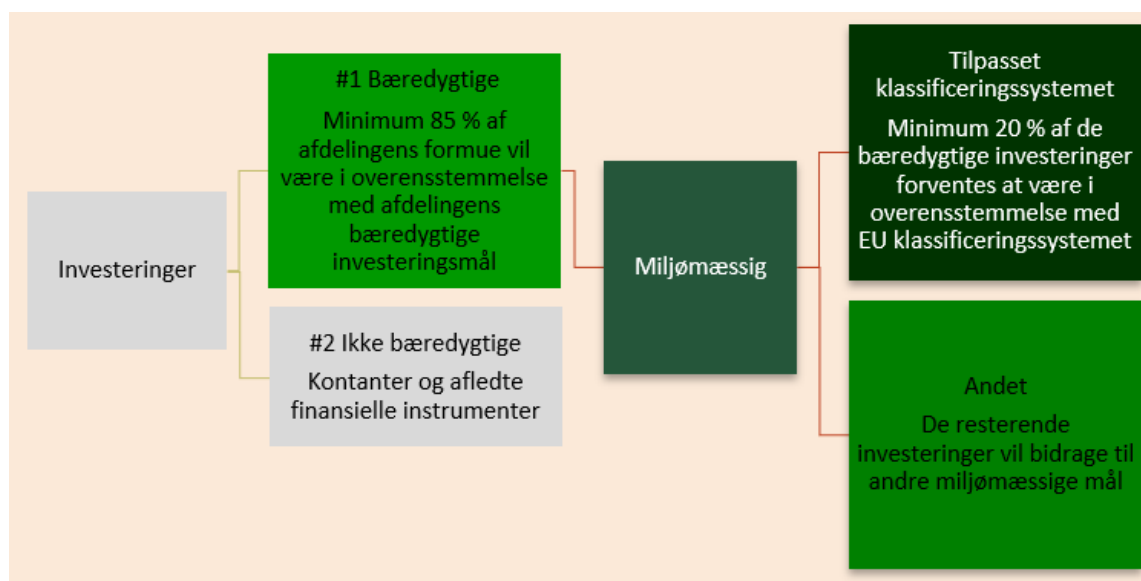 Investeringer
#1 Bæredygtige
Minimum 85 % af
afdelingens formue vil
være i overensstemmelse
med afdelingens
bæredygtige
investeringsmål
#2 Ikke bæredygtige
Kontanter og afledte
finansielle instrumenter
Miljømæssig
Tilpasset
klassificeringssystemet
Minimum 20 % af de
bæredygtige investeringer
forventes at være i
overensstemmelse med
EU klassificeringssystemet
Andet
De resterende
investeringer vil bidrage til
andre miljømæssige mål